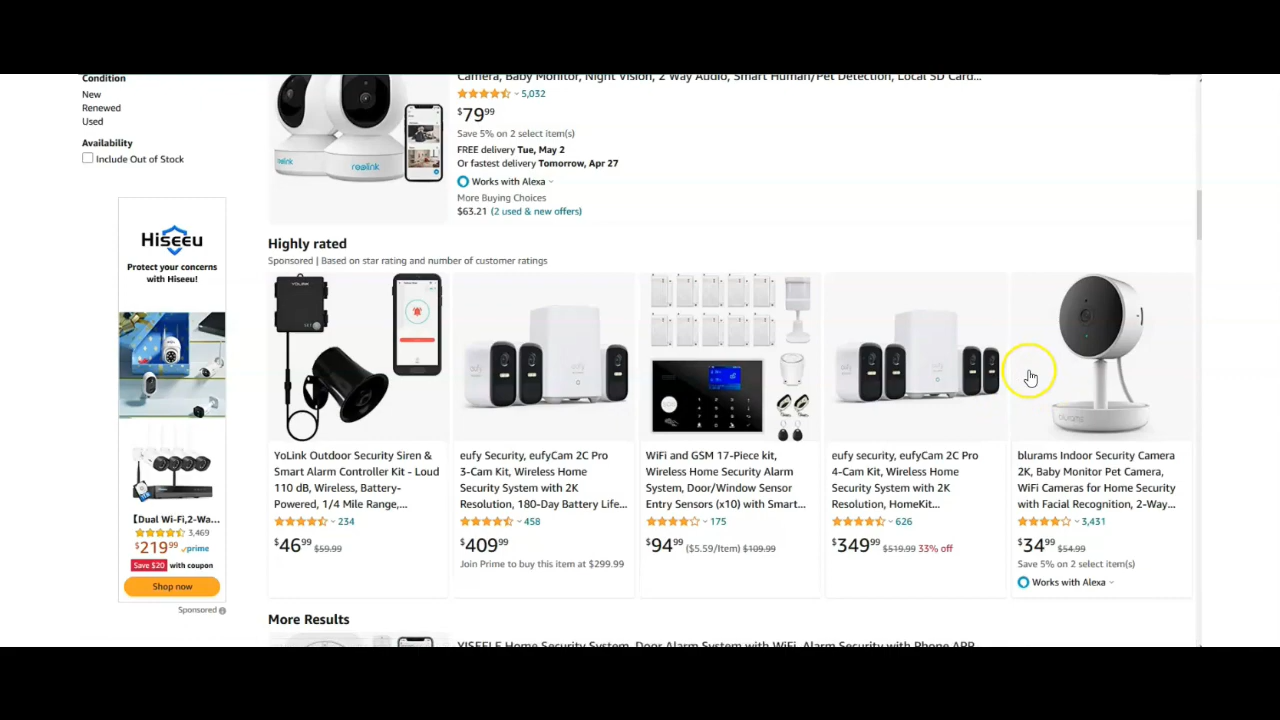 Condition
New
Renewed
Used
Availability
Include Out of Stock
Hiseeu
Protect your concerns
with Hiseeu!
【Dual Wi-Fi,2-Wa...
3,469
$219.99 prime
Save $20 with coupon
Shop now
Sponsored
Camera, Baby Monitor, Night Vision, 2 Way Audio, Smart Human/Pet Detection, Local SD Card...
5,032
$79.99
Save 5% on 2 select item(s)
FREE delivery Tue, May 2
Or fastest delivery Tomorrow, Apr 27
Works with Alexa
More Buying Choices
$63.21 (2 used & new offers)
reolink
reolink
Highly rated
Sponsored | Based on star rating and number of customer ratings
YOLINK
YoLink Outdoor Security Siren &
Smart Alarm Controller Kit - Loud
110 dB, Wireless, Battery-
Powered, 1/4 Mile Range,...
234
$46.99 $59.99
eufy
eufy Security, eufyCam 2C Pro
3-Cam Kit, Wireless Home
Security System with 2K
Resolution, 180-Day Battery Life...
458
$409.99
Join Prime to buy this item at $299.99
WiFi and GSM 17-Piece kit,
Wireless Home Security Alarm
System, Door/Window Sensor
Entry Sensors (x10) with Smart...
175
$94.99 ($5.59/Item) $109.99
eufy
eufy security, eufyCam 2C Pro
4-Cam Kit, Wireless Home
Security System with 2K
Resolution, HomeKit...
626
$349.99 $519.99 33% off
blurams
blurams Indoor Security Camera
2K, Baby Monitor Pet Camera,
WiFi Cameras for Home Security
with Facial Recognition, 2-Way...
3,431
$34.99 $54.99
Save 5% on 2 select item(s)
Works with Alexa
More Results
YISEELE Home Security System, Door Alarm System with WiFi, Alarm Security with Phone APP